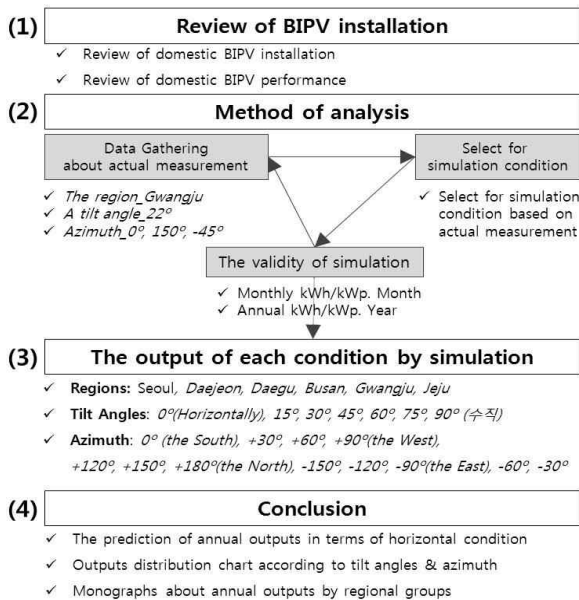 (1) Review of BIPV installation
✓ Review of domestic BIPV installation
✓ Review of domestic BIPV performance
(2) Method of analysis
Data Gathering
about actual measurement
Select for
simulation condition
✓ The region_Gwangju
✓ A tilt angle_22º
✓ Azimuth_0º, 150º, -45º
✓ Select for simulation
condition based on
actual measurement
The validity of simulation
✓ Monthly kWh/kWp. Month
✓ Annual kWh/kWp. Year
(3) The output of each condition by simulation
✓ Regions: Seoul, Daejeon, Daegu, Busan, Gwangju, Jeju
✓ Tilt Angles: 0º(Horizontally), 15º, 30º, 45º, 60º, 75º, 90º (수직)
✓ Azimuth: 0º (the South), +30º, +60º, +90º(the West),
+120º, +150º, +180º(the North), -150º, -120º, -90º(the East), -60º, -30º
(4) Conclusion
✓ The prediction of annual outputs in terms of horizontal condition
✓ Outputs distribution chart according to tilt angles & azimuth
✓ Monographs about annual outputs by regional groups